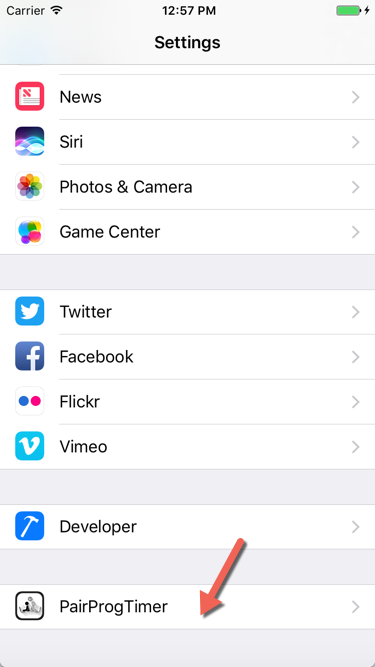 Carrier 12:57 PM
Settings
News
Siri
Photos & Camera
Game Center
Twitter
Facebook
Flickr
Vimeo
Developer
PairProgTimer